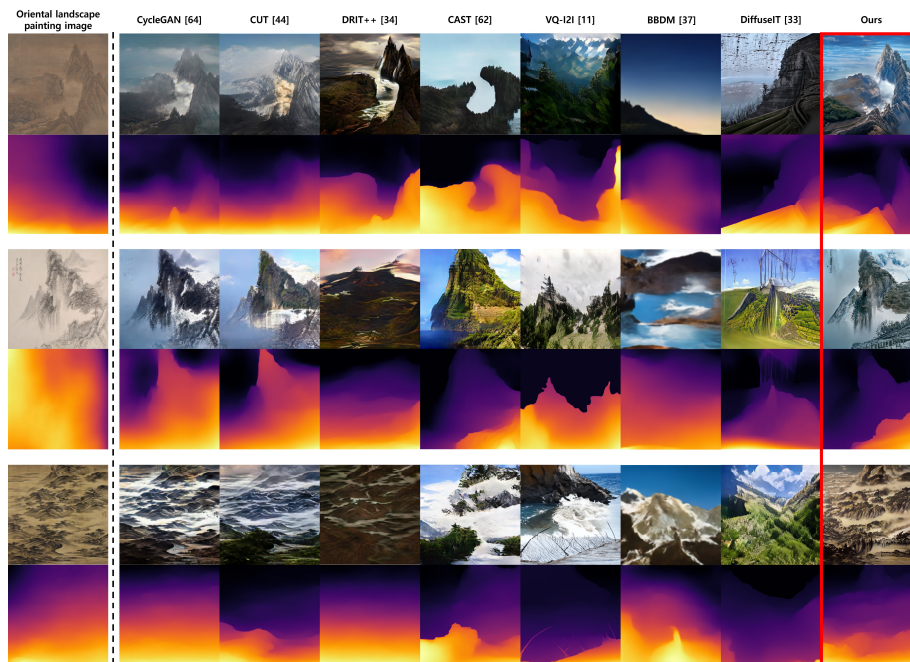 Oriental landscape
painting image
CycleGAN [64]
CUT [44]
DRIT++ [34]
CAST [62]
VQ-I2I [11]
BBDM [37]
DiffuseIT [33]
Ours